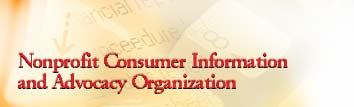 Nonprofit Consumer Information
and Advocacy Organization